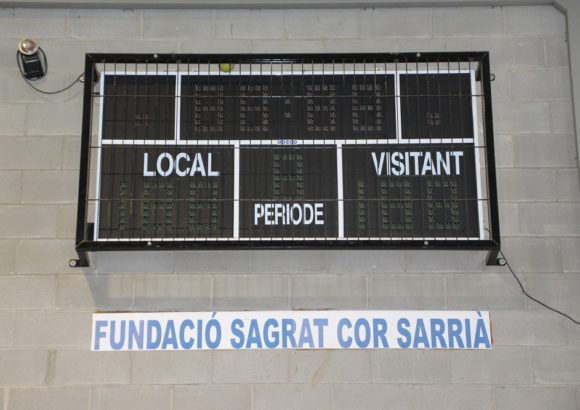 LOCAL VISITANT
PERIODE
FUNDACIÓ SAGRAT COR SARRIÀ